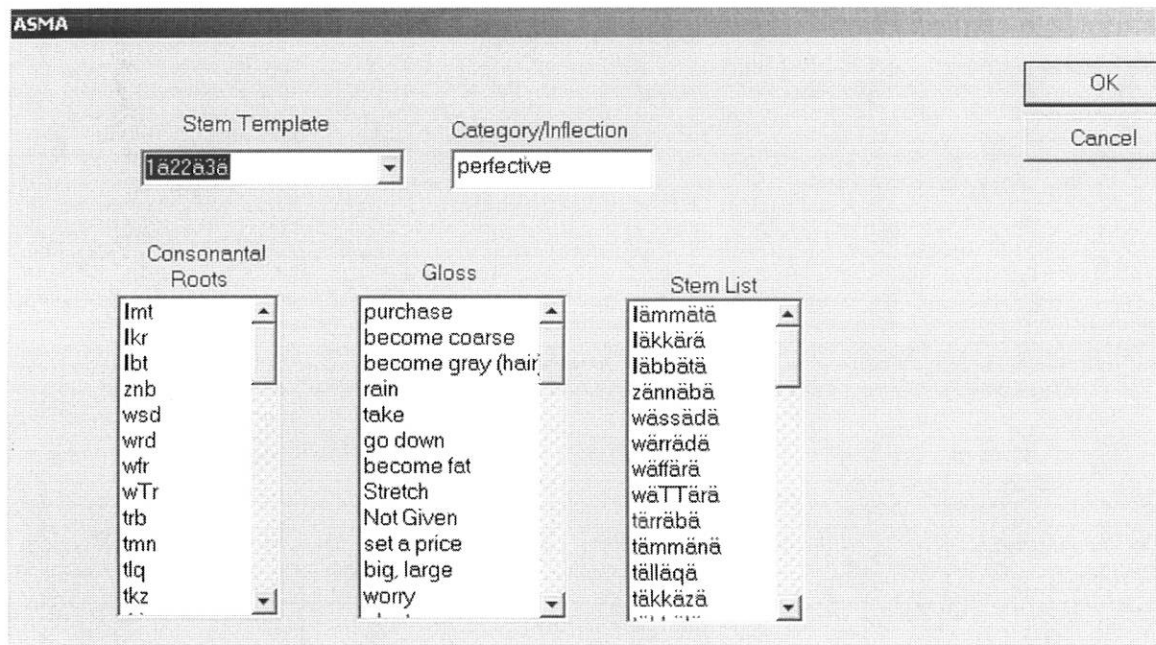 ASMA
OK
Cancel
Stem Template
1ä22ä3ä
Category/Inflection
perfective
Consonantal
Roots
lmt
lkr
lbt
znb
wsd
wrd
wfr
wTr
trb
tmn
tlq
tkz
Gloss
purchase
become coarse
become gray (hair)
rain
take
go down
become fat
Stretch
Not Given
set a price
big, large
worry
Stem List
lämmätä
läkkärä
läbbätä
zännäbä
wässädä
wärrädä
wäffärä
wäTTärä
tärräbä
tämmänä
tälläqä
täkkäzä